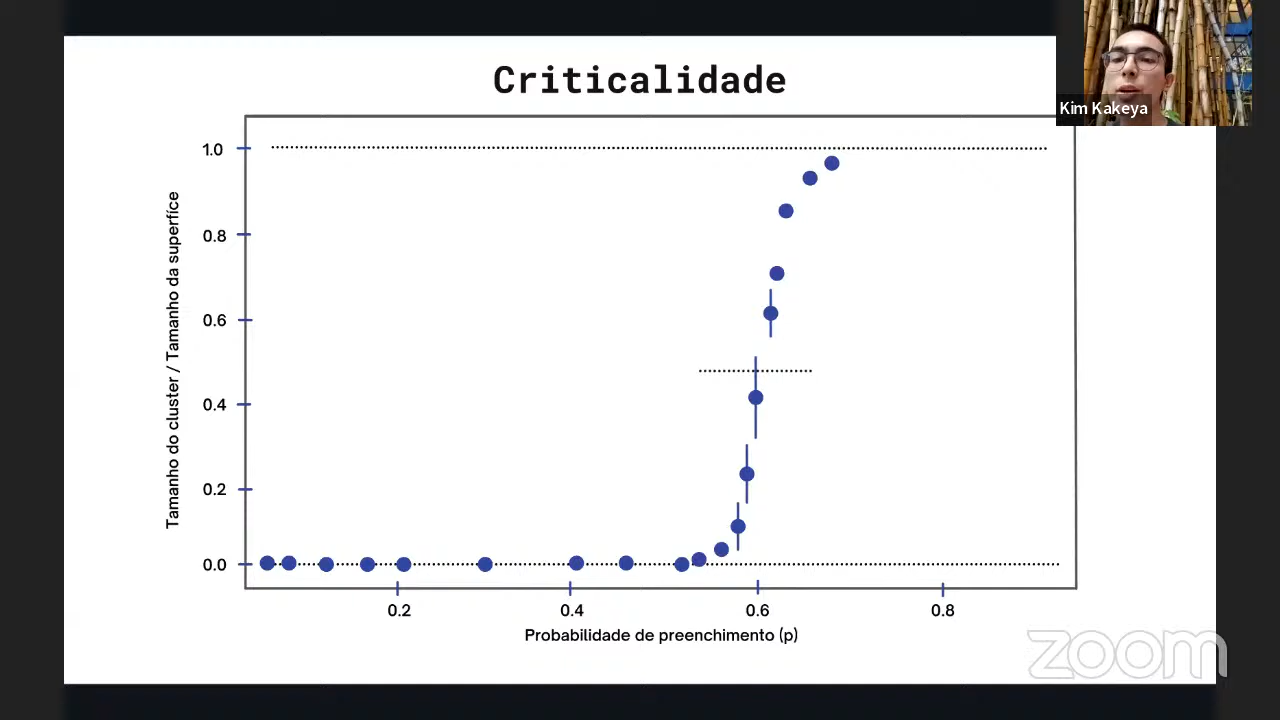 Criticalidade
Kim Kakeya
Tamanho do cluster / Tamanho da superfíce
1.0
0.8
0.6
0.4
0.2
0.0
0.2
0.4
0.6
0.8
Probabilidade de preenchimento (p)
zoom